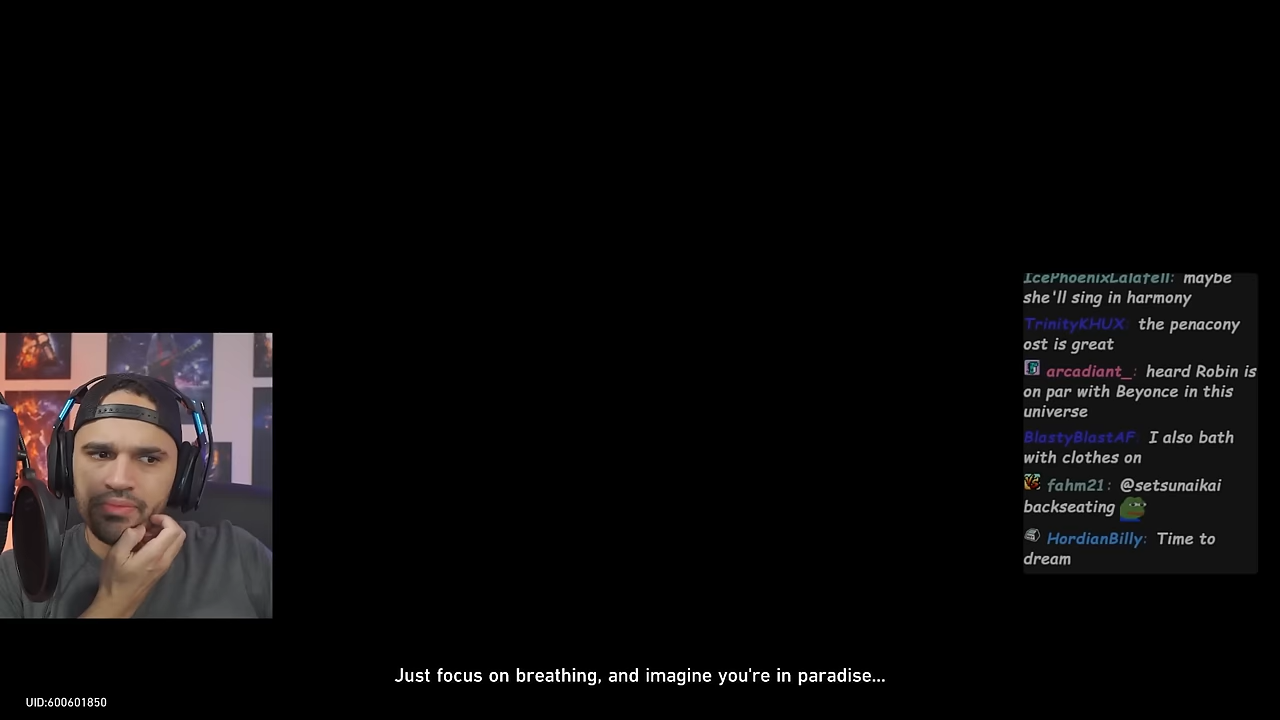 IcePhoenixLalafell: maybe
she'll sing in harmony
TrinityKHUX: the penacony
ost is great
arcadiant_: heard Robin is
on par with Beyonce in this
universe
BlastyBlastAF: I also bath
with clothes on
fahm21: @setsunaikai
backseating
HordianBilly: Time to
dream
Just focus on breathing, and imagine you're in paradise...
UID:600601850